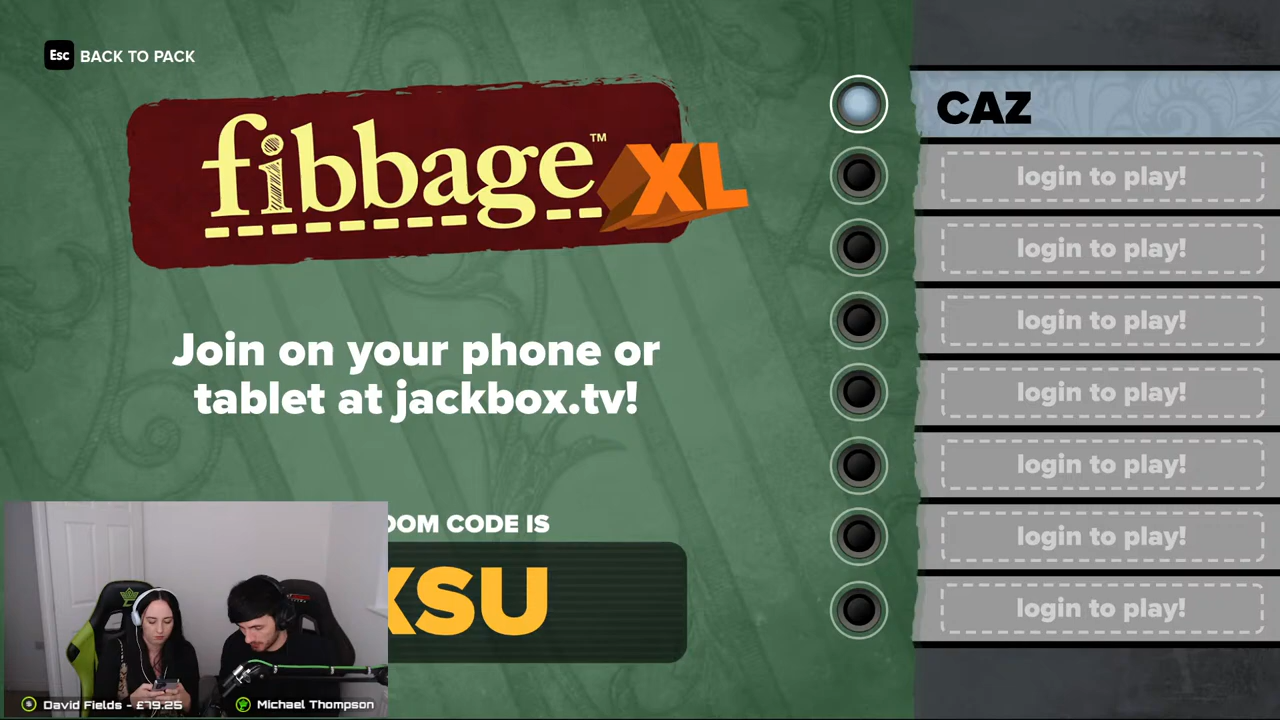 Esc BACK TO PACK
fibbage™ XL
Join on your phone or
tablet at jackbox.tv!
OOM CODE IS
KSU
CAZ
login to play!
login to play!
login to play!
login to play!
login to play!
login to play!
login to play!
David Fields - £79.25
Michael Thompson